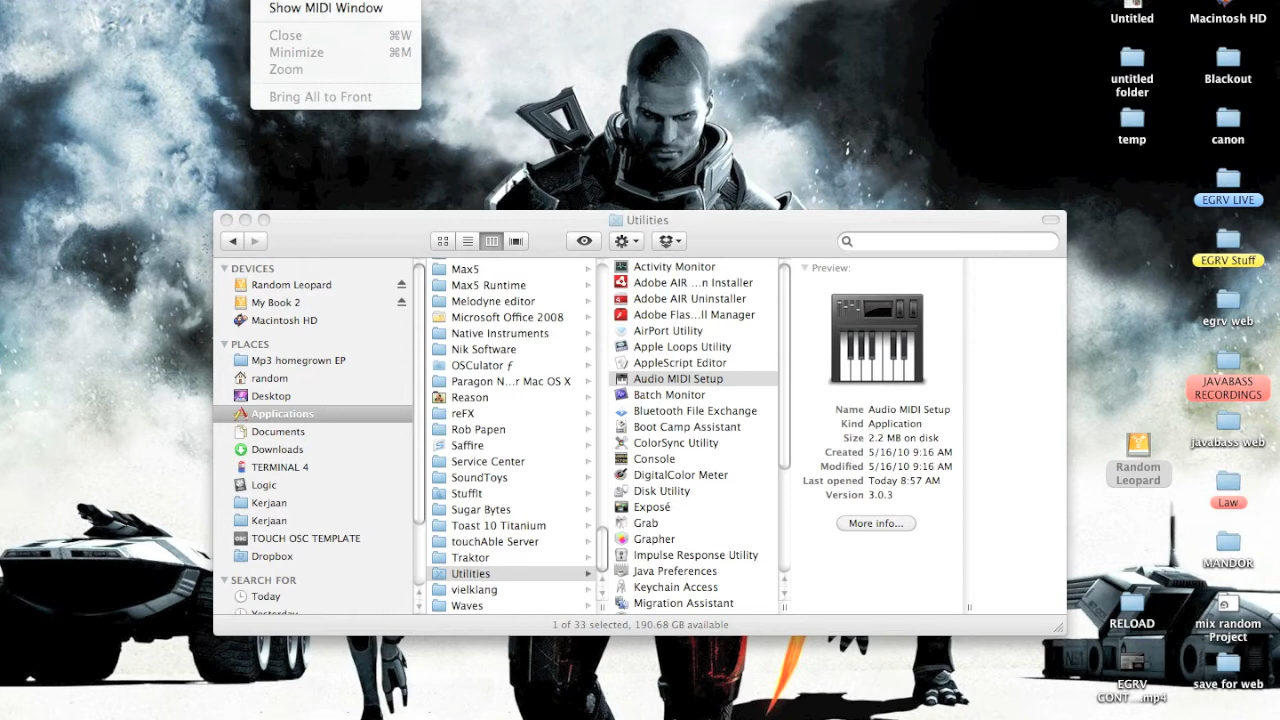 Show MIDI Window
Close ⌘W
Minimize ⌘M
Zoom
Bring All to Front
Untitled
Macintosh HD
untitled
folder
Blackout
temp
canon
EGRV LIVE
EGRV Stuff
egrv web
JAVABASS
RECORDINGS
javabass web
Random
Leopard
Law
MANDOR
RELOAD
mix random
Project
EGRV
CONT ....mp4
save for web
Utilities
DEVICES
Random Leopard
My Book 2
Macintosh HD
PLACES
Mp3 homegrown EP
random
Desktop
Applications
Documents
Downloads
TERMINAL 4
Logic
Kerjaan
Kerjaan
OSC TOUCH OSC TEMPLATE
Dropbox
SEARCH FOR
Today
Yesterday
Max5
Max5 Runtime
Melodyne editor
Microsoft Office 2008
Native Instruments
Nik Software
OSCulator ƒ
Paragon N...r Mac OS X
Reason
reFX
Rob Papen
Saffire
Service Center
SoundToys
StuffIt
Sugar Bytes
Toast 10 Titanium
touchAble Server
Traktor
Utilities
vielklang
Waves
Activity Monitor
Adobe AIR ...n Installer
Adobe AIR Uninstaller
Adobe Flas...ll Manager
AirPort Utility
Apple Loops Utility
AppleScript Editor
Audio MIDI Setup
Batch Monitor
Bluetooth File Exchange
Boot Camp Assistant
ColorSync Utility
Console
DigitalColor Meter
Disk Utility
Exposé
Grab
Grapher
Impulse Response Utility
Java Preferences
Keychain Access
Migration Assistant
Preview:
Name Audio MIDI Setup
Kind Application
Size 2.2 MB on disk
Created 5/16/10 9:16 AM
Modified 5/16/10 9:16 AM
Last opened Today 8:57 AM
Version 3.0.3
More info...
1 of 33 selected, 190.68 GB available